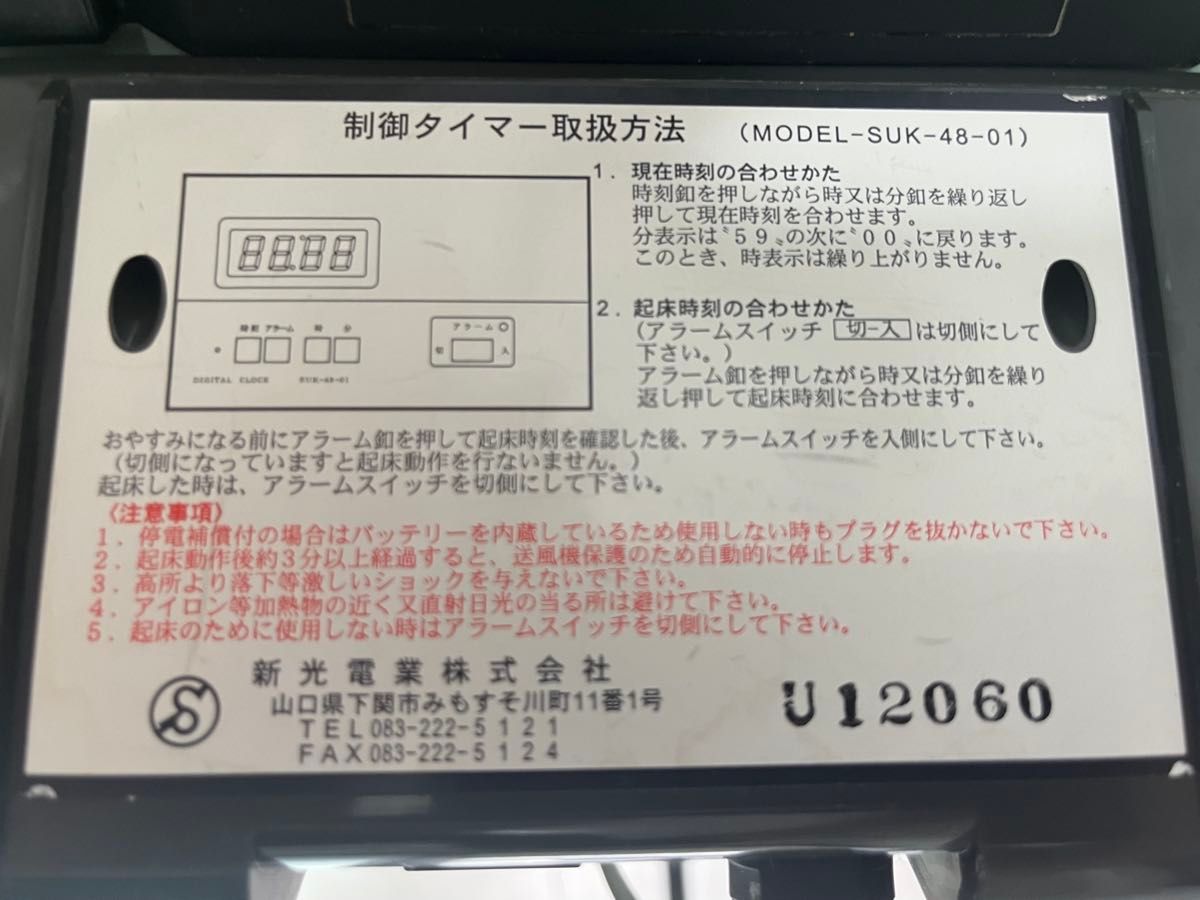 制御タイマー取扱方法 (MODEL-SUK-48-01)
88:88
時刻 アラーム 時 分
DIGITAL CLOCK SUK-48-01
アラーム
切 入
1. 現在時刻の合わせかた
時刻釦を押しながら時又は分釦を繰り返し
押して現在時刻を合わせます。
分表示は〝59〟の次に〝00〟に戻ります。
このとき、時表示は繰り上がりません。
2. 起床時刻の合わせかた
(アラームスイッチ 切-入 は切側にして
下さい。)
アラーム釦を押しながら時又は分釦を繰り
返し押して起床時刻に合わせます。
おやすみになる前にアラーム釦を押して起床時刻を確認した後、アラームスイッチを入側にして下さい。
(切側になっていますと起床動作を行ないません。)
起床した時は、アラームスイッチを切側にして下さい。
〈注意事項〉
1. 停電補償付の場合はバッテリーを内蔵しているため使用しない時もプラグを抜かないで下さい。
2. 起床動作後約3分以上経過すると、送風機保護のため自動的に停止します。
3. 高所より落下等激しいショックを与えないで下さい。
4. アイロン等加熱物の近く又直射日光の当る所は避けて下さい。
5. 起床のために使用しない時はアラームスイッチを切側にして下さい。
新光電業株式会社
山口県下関市みもすそ川町11番1号
TEL 083-222-5121
FAX 083-222-5124
U12060